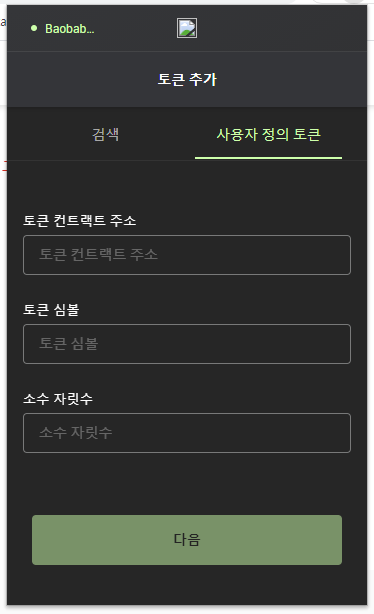 Baobab...
토큰 추가
검색
사용자 정의 토큰
토큰 컨트랙트 주소
토큰 컨트랙트 주소
토큰 심볼
토큰 심볼
소수 자릿수
소수 자릿수
다음